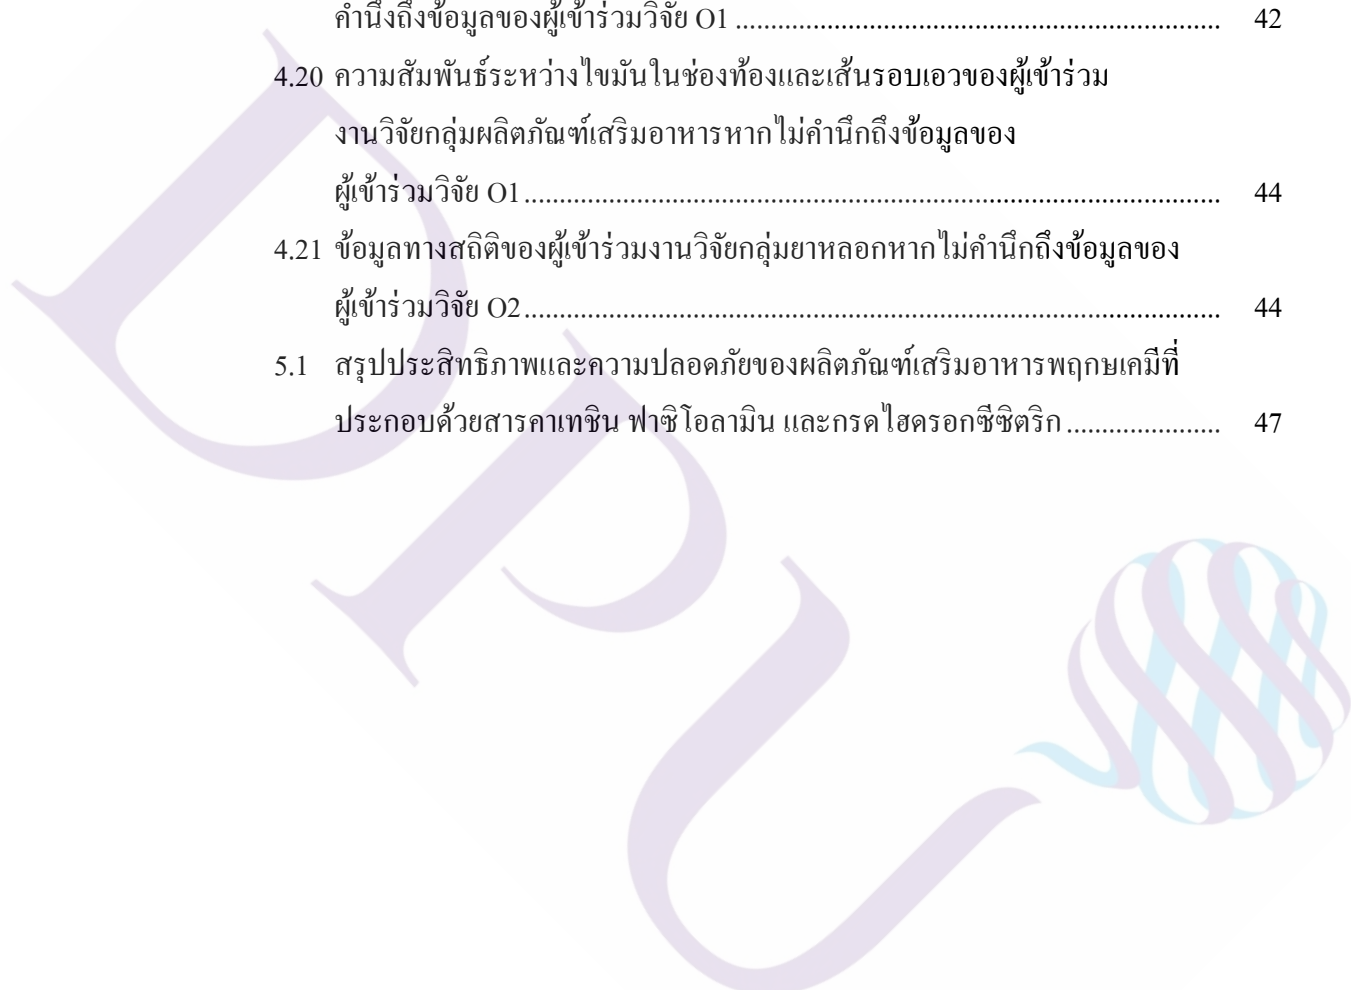 คำนึงถึงข้อมูลของผู้เข้าร่วมวิจัย O1 ........................................................................................... 42
4.20 ความสัมพันธ์ระหว่างไขมันในช่องท้องและเส้นรอบเอวของผู้เข้าร่วม
งานวิจัยกลุ่มผลิตภัณฑ์เสริมอาหารหากไม่คำนึกถึงข้อมูลของ
ผู้เข้าร่วมวิจัย O1 ................................................................................................................................... 44
4.21 ข้อมูลทางสถิติของผู้เข้าร่วมงานวิจัยกลุ่มยาหลอกหากไม่คำนึกถึงข้อมูลของ
ผู้เข้าร่วมวิจัย O2 ................................................................................................................................... 44
5.1 สรุปประสิทธิภาพและความปลอดภัยของผลิตภัณฑ์เสริมอาหารพฤกษเคมีที่
ประกอบด้วยสารคาเทชิน ฟาซิโอลามิน และกรดไฮดรอกซีซิตริก ...................... 47
DPU